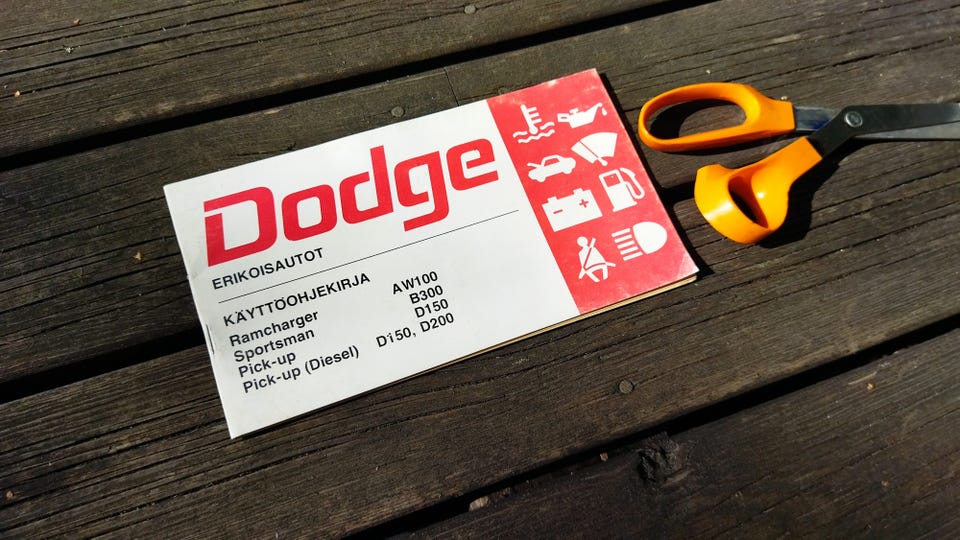 Dodge
ERIKOISAUTOT
KÄYTTÖOHJEKIRJA
Ramcharger AW100
Sportsman B300
Pick-up D150
Pick-up (Diesel) D150, D200